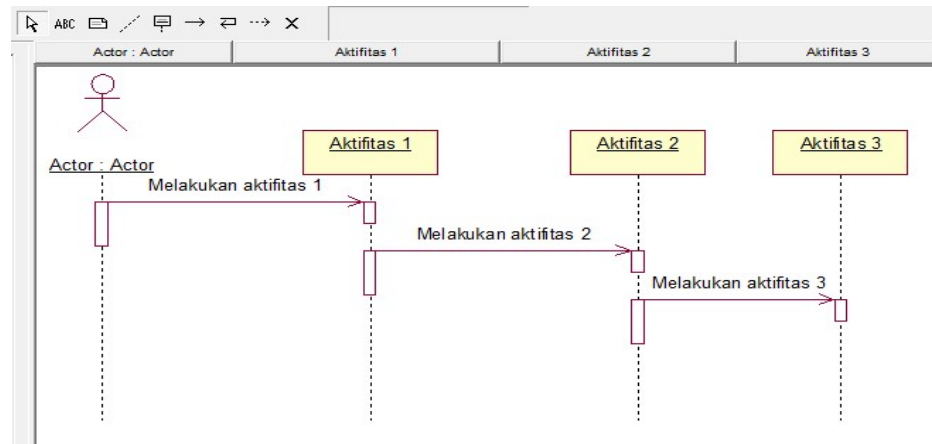 ABC
Actor : Actor
Aktifitas 1
Aktifitas 2
Aktifitas 3
Aktifitas 1
Aktifitas 2
Aktifitas 3
Actor : Actor
Melakukan aktifitas 1
Melakukan aktifitas 2
Melakukan aktifitas 3